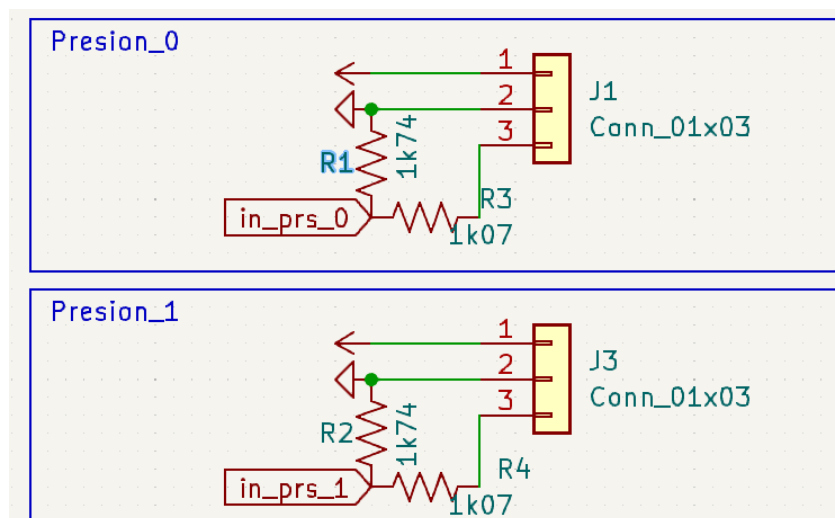 Presion_0
1
2
3
J1
Conn_01x03
R1
1k74
R3
in_prs_0
1k07
Presion_1
1
2
3
J3
Conn_01x03
R2
1k74
R4
in_prs_1
1k07